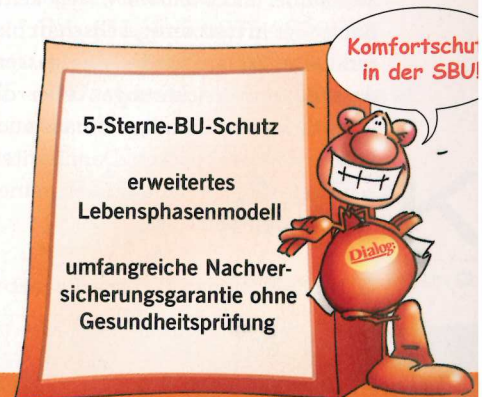 Komfortschut
in der SBU!
5-Sterne-BU-Schutz
erweitertes
Lebensphasenmodell
umfangreiche Nachver-
sicherungsgarantie ohne
Gesundheitsprüfung
Dialog